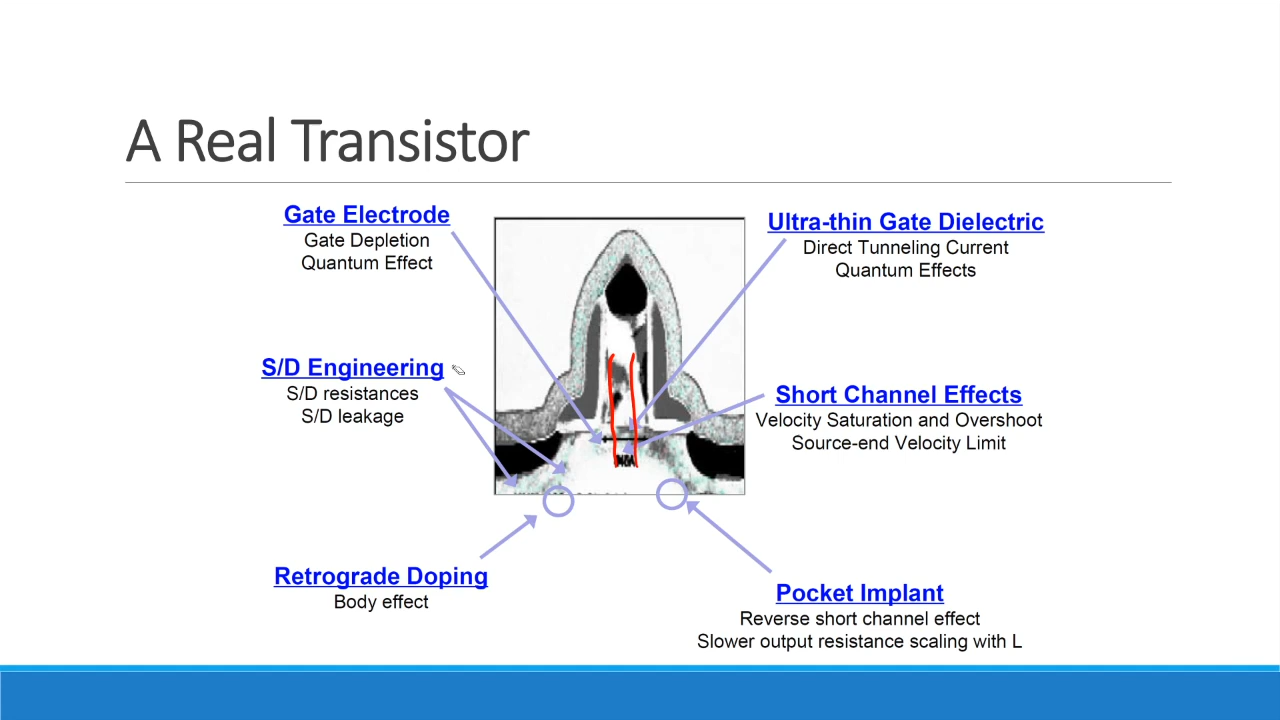 A Real Transistor
Gate Electrode
Gate Depletion
Quantum Effect
Ultra-thin Gate Dielectric
Direct Tunneling Current
Quantum Effects
S/D Engineering
S/D resistances
S/D leakage
Short Channel Effects
Velocity Saturation and Overshoot
Source-end Velocity Limit
Retrograde Doping
Body effect
Pocket Implant
Reverse short channel effect
Slower output resistance scaling with L